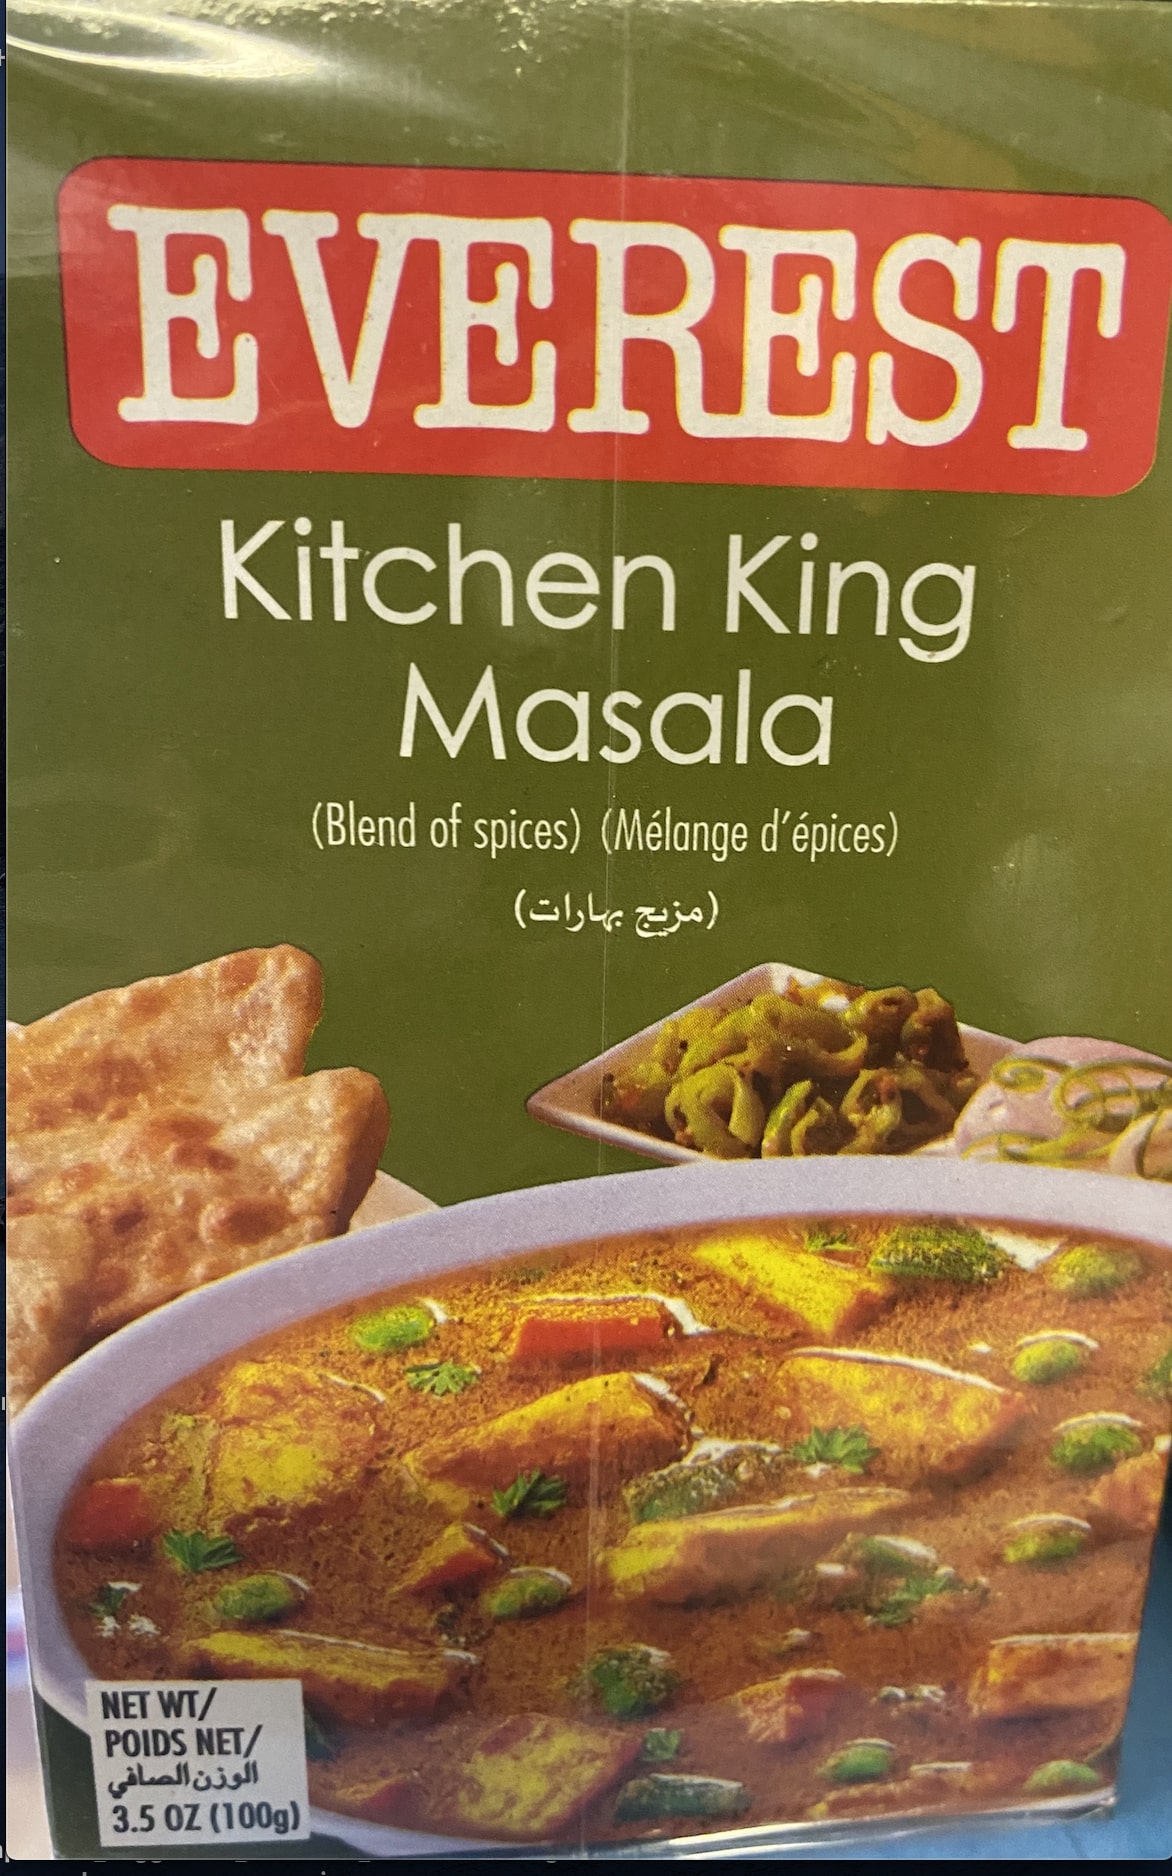 EVEREST
Kitchen King
Masala
(Blend of spices) (Mélange d'épices)
(مزيج بهارات)
NET WT/
POIDS NET/
الوزن الصافي
3.5 OZ (100g)